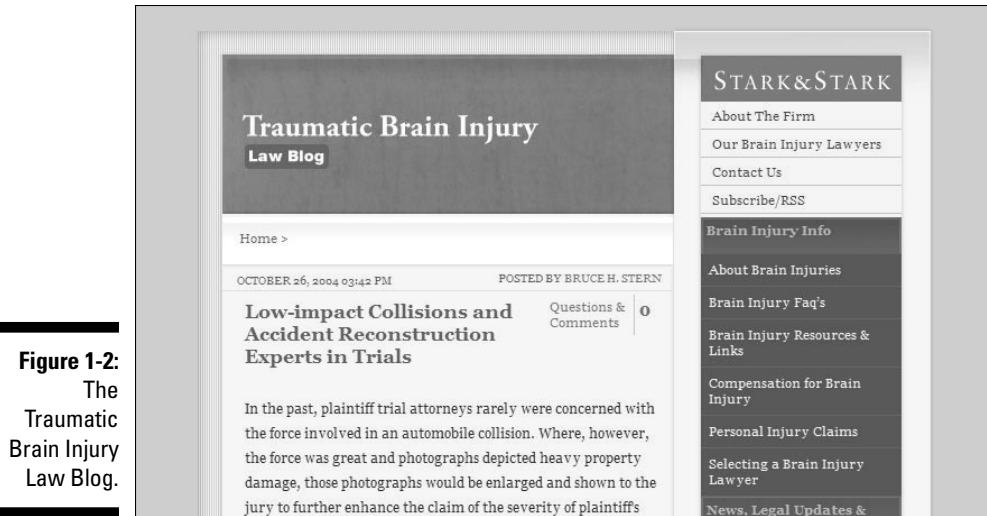 Traumatic Brain Injury
Law Blog
Home >
OCTOBER 26, 2004 03:42 PM
POSTED BY BRUCE H. STERN
Low-impact Collisions and
Accident Reconstruction
Experts in Trials
Questions &
Comments
0
In the past, plaintiff trial attorneys rarely were concerned with
the force involved in an automobile collision. Where, however,
the force was great and photographs depicted heavy property
damage, those photographs would be enlarged and shown to the
jury to further enhance the claim of the severity of plaintiff's
STARK&STARK
About The Firm
Our Brain Injury Lawyers
Contact Us
Subscribe/RSS
Brain Injury Info
About Brain Injuries
Brain Injury Faq's
Brain Injury Resources &
Links
Compensation for Brain
Injury
Personal Injury Claims
Selecting a Brain Injury
Lawyer
News, Legal Updates &
Figure 1-2:
The
Traumatic
Brain Injury
Law Blog.